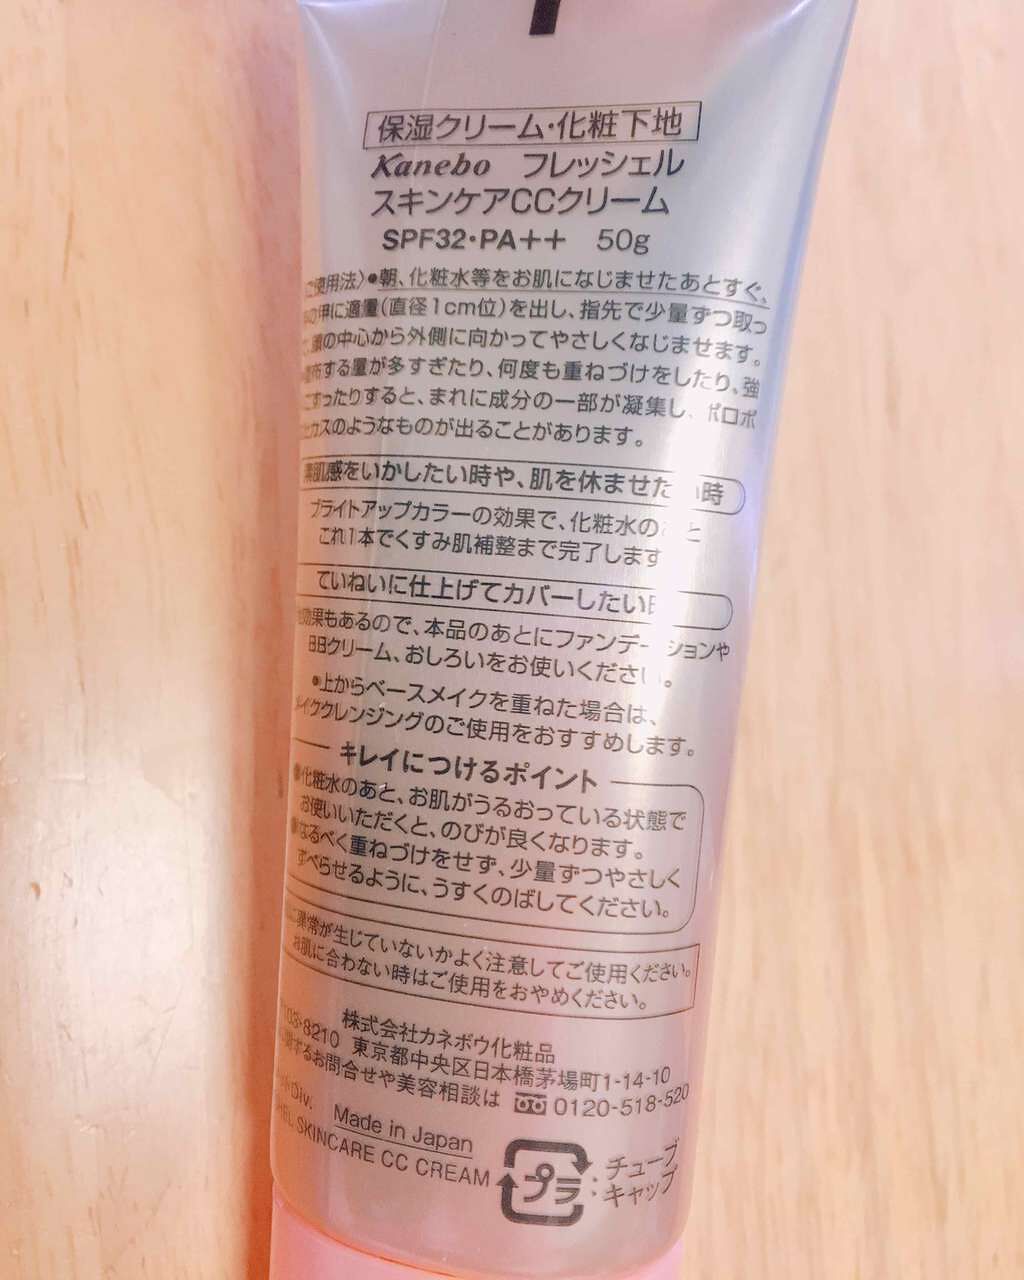 保湿クリーム・化粧下地
Kanebo フレッシェル
スキンケアCCクリーム
SPF32・PA++ 50g
使用法〉●朝、化粧水等をお肌になじませたあとすぐ、
の甲に適量(直径1cm位)を出し、指先で少量ずつ取っ
、顔の中心から外側に向かってやさしくなじませます。
布する量が多すぎたり、何度も重ねづけをしたり、強
こすったりすると、まれに成分の一部が凝集し、ポロポ
とカスのようなものが出ることがあります。
素肌感をいかしたい時や、肌を休ませた 時
ブライトアップカラーの効果で、化粧水の と
これ1本でくすみ肌補整まで完了します
ていねいに仕上げてカバーしたい
効果もあるので、本品のあとにファンデーションや
BBクリーム、おしろいをお使いください。
●上からベースメイクを重ねた場合は、
メイククレンジングのご使用をおすすめします。
キレイにつけるポイント
●化粧水のあと、お肌がうるおっている状態で
お使いいただくと、のびが良くなります。
●なるべく重ねづけをせず、少量ずつやさしく
すべらせるように、うすくのばしてください。
に異常が生じていないかよく注意してご使用ください。
お肌に合わない時はご使用をおやめください。
株式会社カネボウ化粧品
103-8210 東京都中央区日本橋茅場町1-14-10
関するお問合せや美容相談は 0120-518-520
Div. Made in Japan
HEL SKINCARE CC CREAM
プラ : チューブ
キャップ